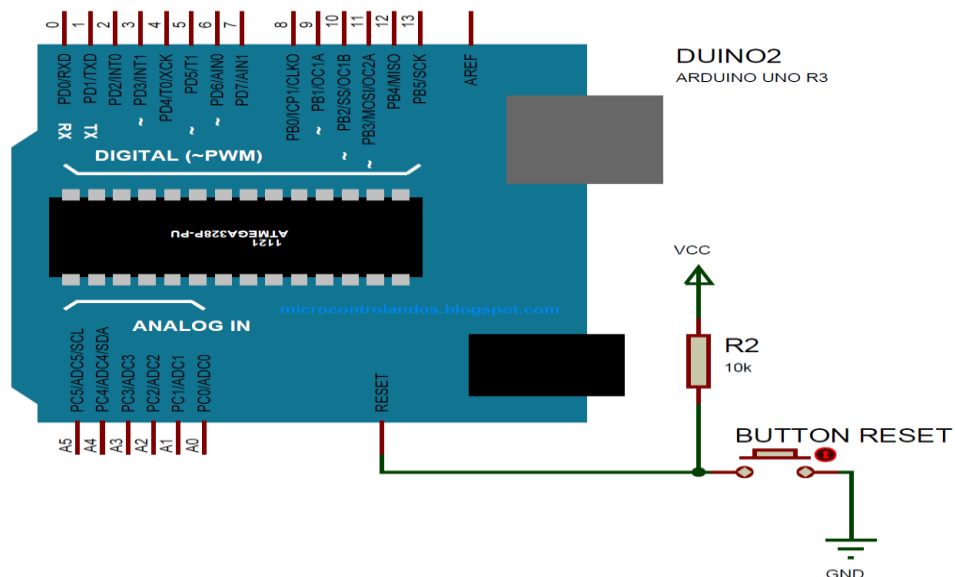 0 1 2 3 4 5 6 7 8 9 10 11 12 13
PD0/RXD
PD1/TXD
PD2/INT0
PD3/INT1
PD4/T0/XCK
PD5/T1
PD6/AIN0
PD7/AIN1
PB0/ICP1/CLKO
PB1/OC1A
PB2/SS/OC1B
PB3/MOSI/OC2A
PB4/MISO
PB5/SCK
AREF
RX TX ~ ~ ~ ~ ~ ~
DIGITAL (~PWM)
DUINO2
ARDUINO UNO R3
1121
ATMEGA328P-PU
microcontrolandos.blogspot.com
ANALOG IN
PC5/ADC5/SCL
PC4/ADC4/SDA
PC3/ADC3
PC2/ADC2
PC1/ADC1
PC0/ADC0
RESET
A5 A4 A3 A2 A1 A0
VCC
R2
10k
BUTTON RESET
GND